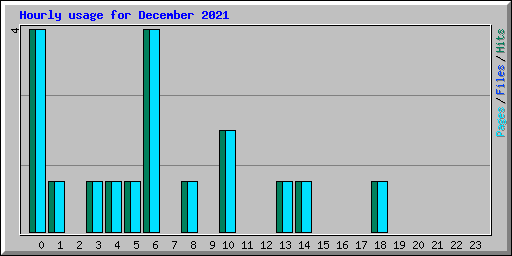 Hourly usage for December 2021
4
Pages/Files/Hits
0 1 2 3 4 5 6 7 8 9 10 11 12 13 14 15 16 17 18 19 20 21 22 23